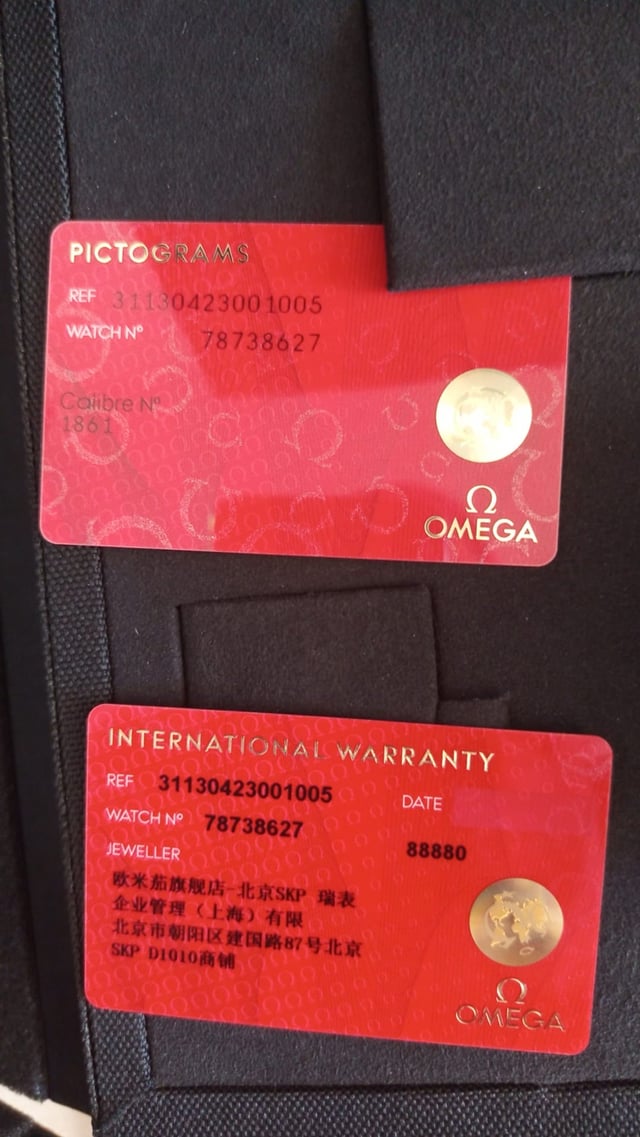 PICTOGRAMS
REF 31130423001005
WATCH Nº 78738627
Calibre Nº
1861
Ω
OMEGA
INTERNATIONAL WARRANTY
REF 31130423001005
DATE
WATCH Nº 78738627
JEWELLER 88880
欧米茄旗舰店-北京SKP 瑞表
企业管理（上海）有限
北京市朝阳区建国路87号北京
SKP D1010商铺
Ω
OMEGA